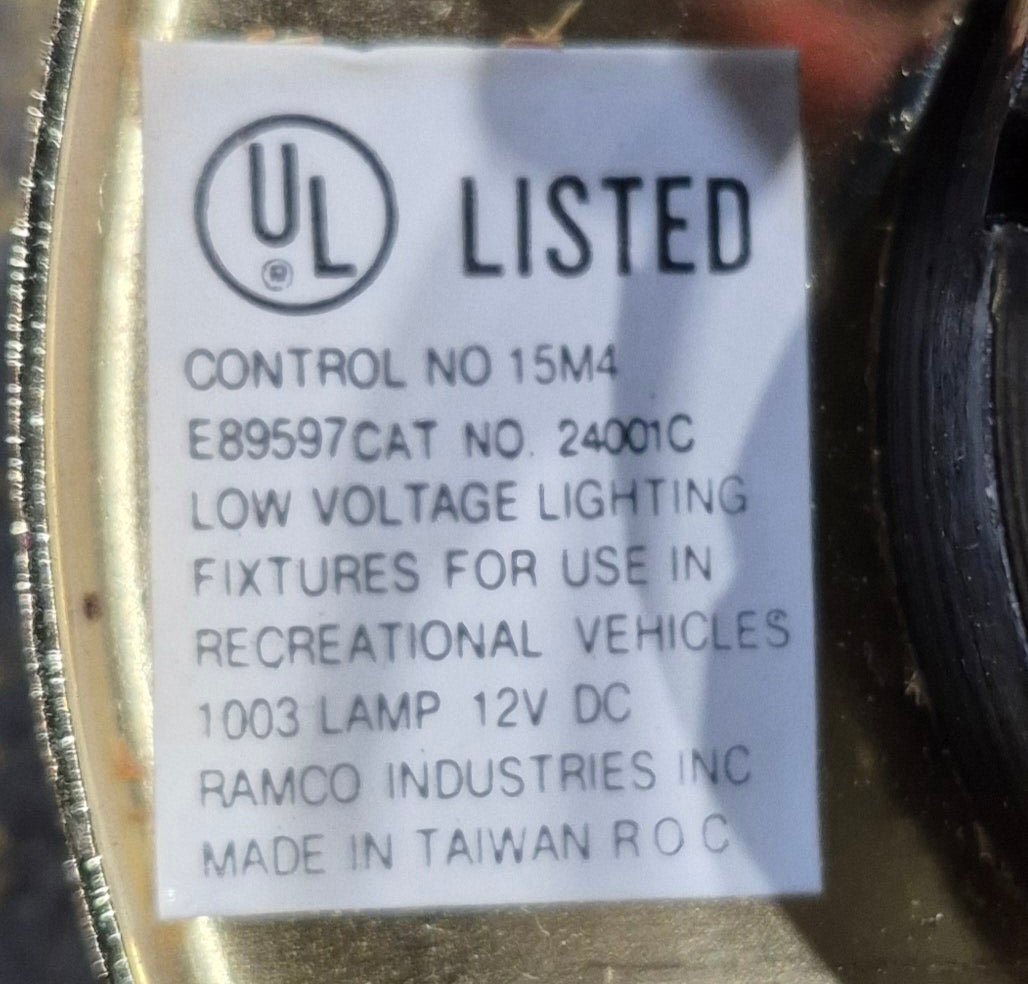 UL ® LISTED
CONTROL NO 15M4
E89597CAT NO. 24001C
LOW VOLTAGE LIGHTING
FIXTURES FOR USE IN
RECREATIONAL VEHICLES
1003 LAMP 12V DC
RAMCO INDUSTRIES INC
MADE IN TAIWAN R O C